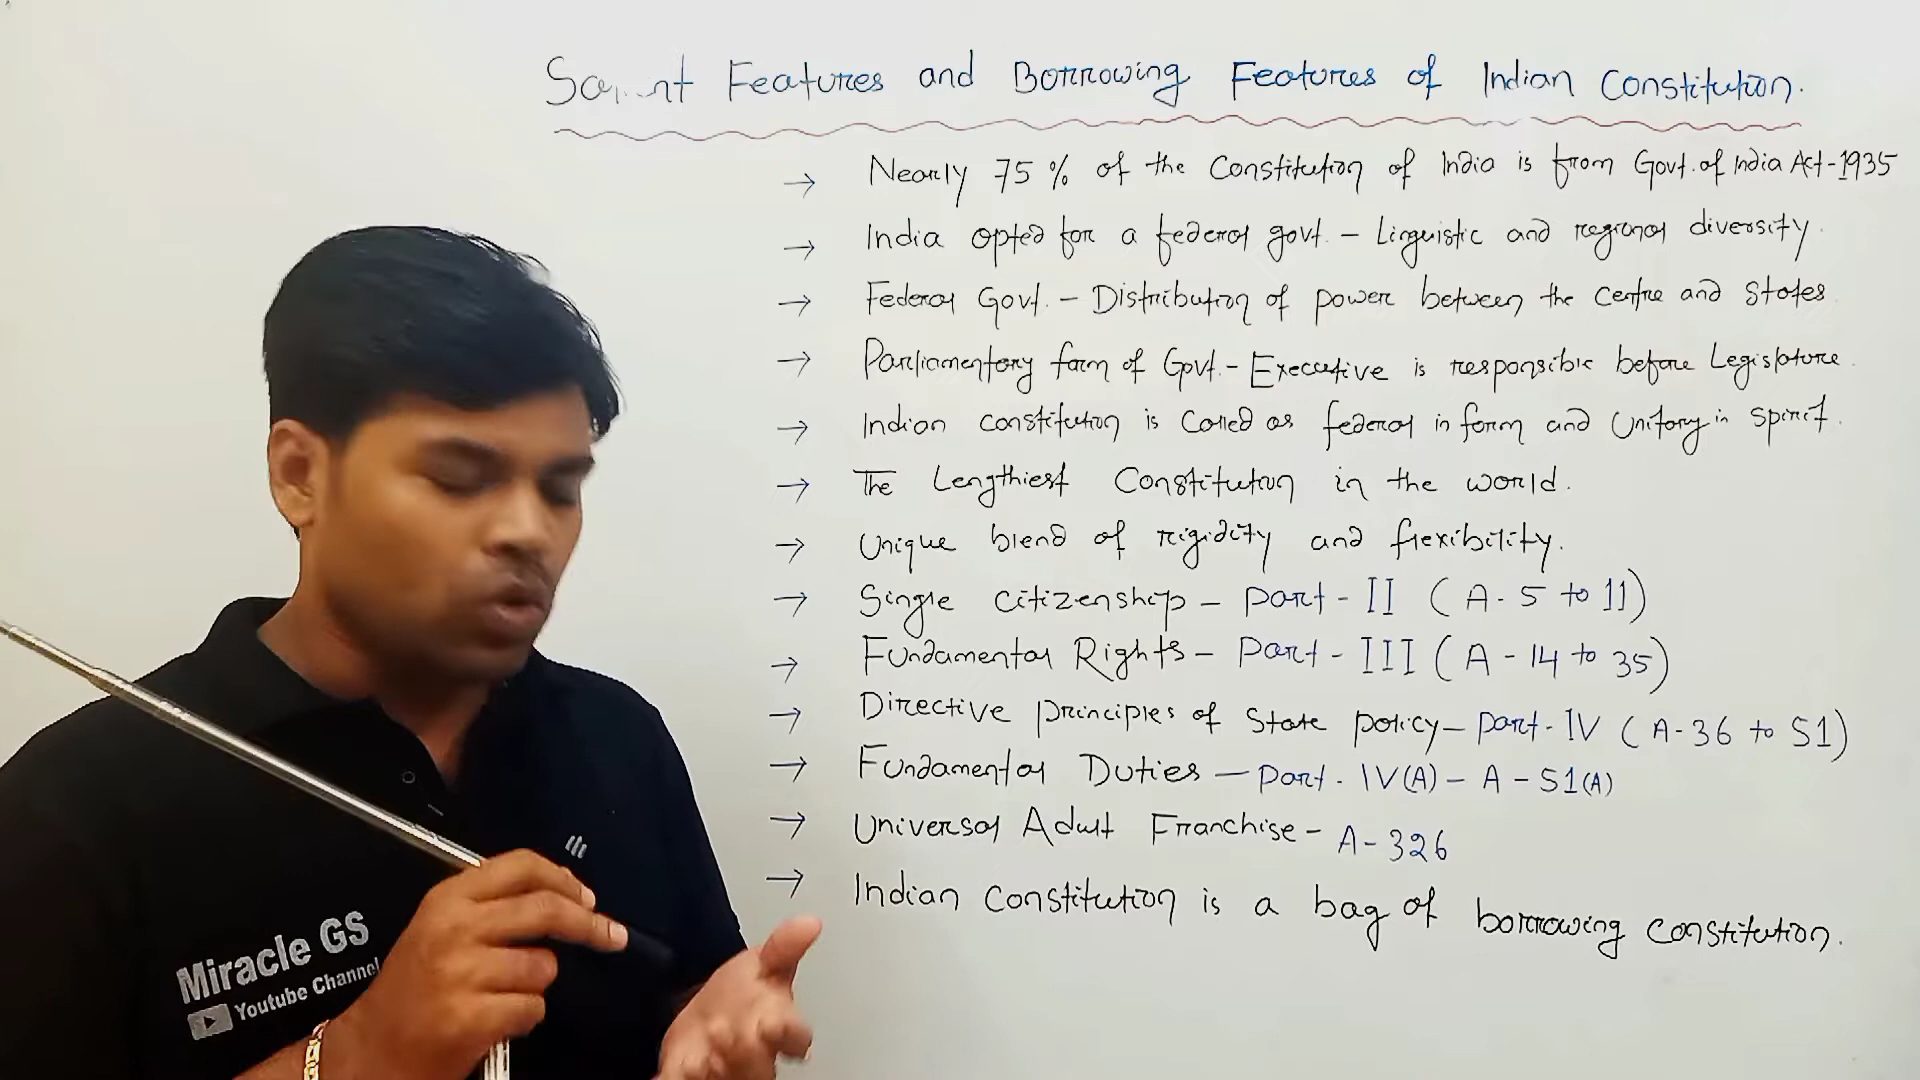 Features and Borrowing Features of Indian Constitution.
→ Nearly 75% of the Constitution of India is from Govt. of India Act-1935
→ India opted for a federal govt. - Linguistic and regional diversity.
→ Federal Govt. - Distribution of power between the Centre and States
→ Parliamentary form of Govt. - Executive is responsible before Legislature.
→ Indian constitution is Called as federal in form and Unitary in spirit.
→ The Lengthiest Constitution in the world.
→ Unique blend of rigidity and flexibility.
→ Single citizenship - part - II ( A - 5 to 11)
→ Fundamental Rights - Part - III ( A - 14 to 35)
→ Directive principles of State policy - part - IV ( A - 36 to 51)
→ Fundamental Duties - part - IV(A) - A - 51(A)
→ Universal Adult Franchise - A - 326
→ Indian Constitution is a bag of borrowing constitution.
Miracle GS
Youtube Channel